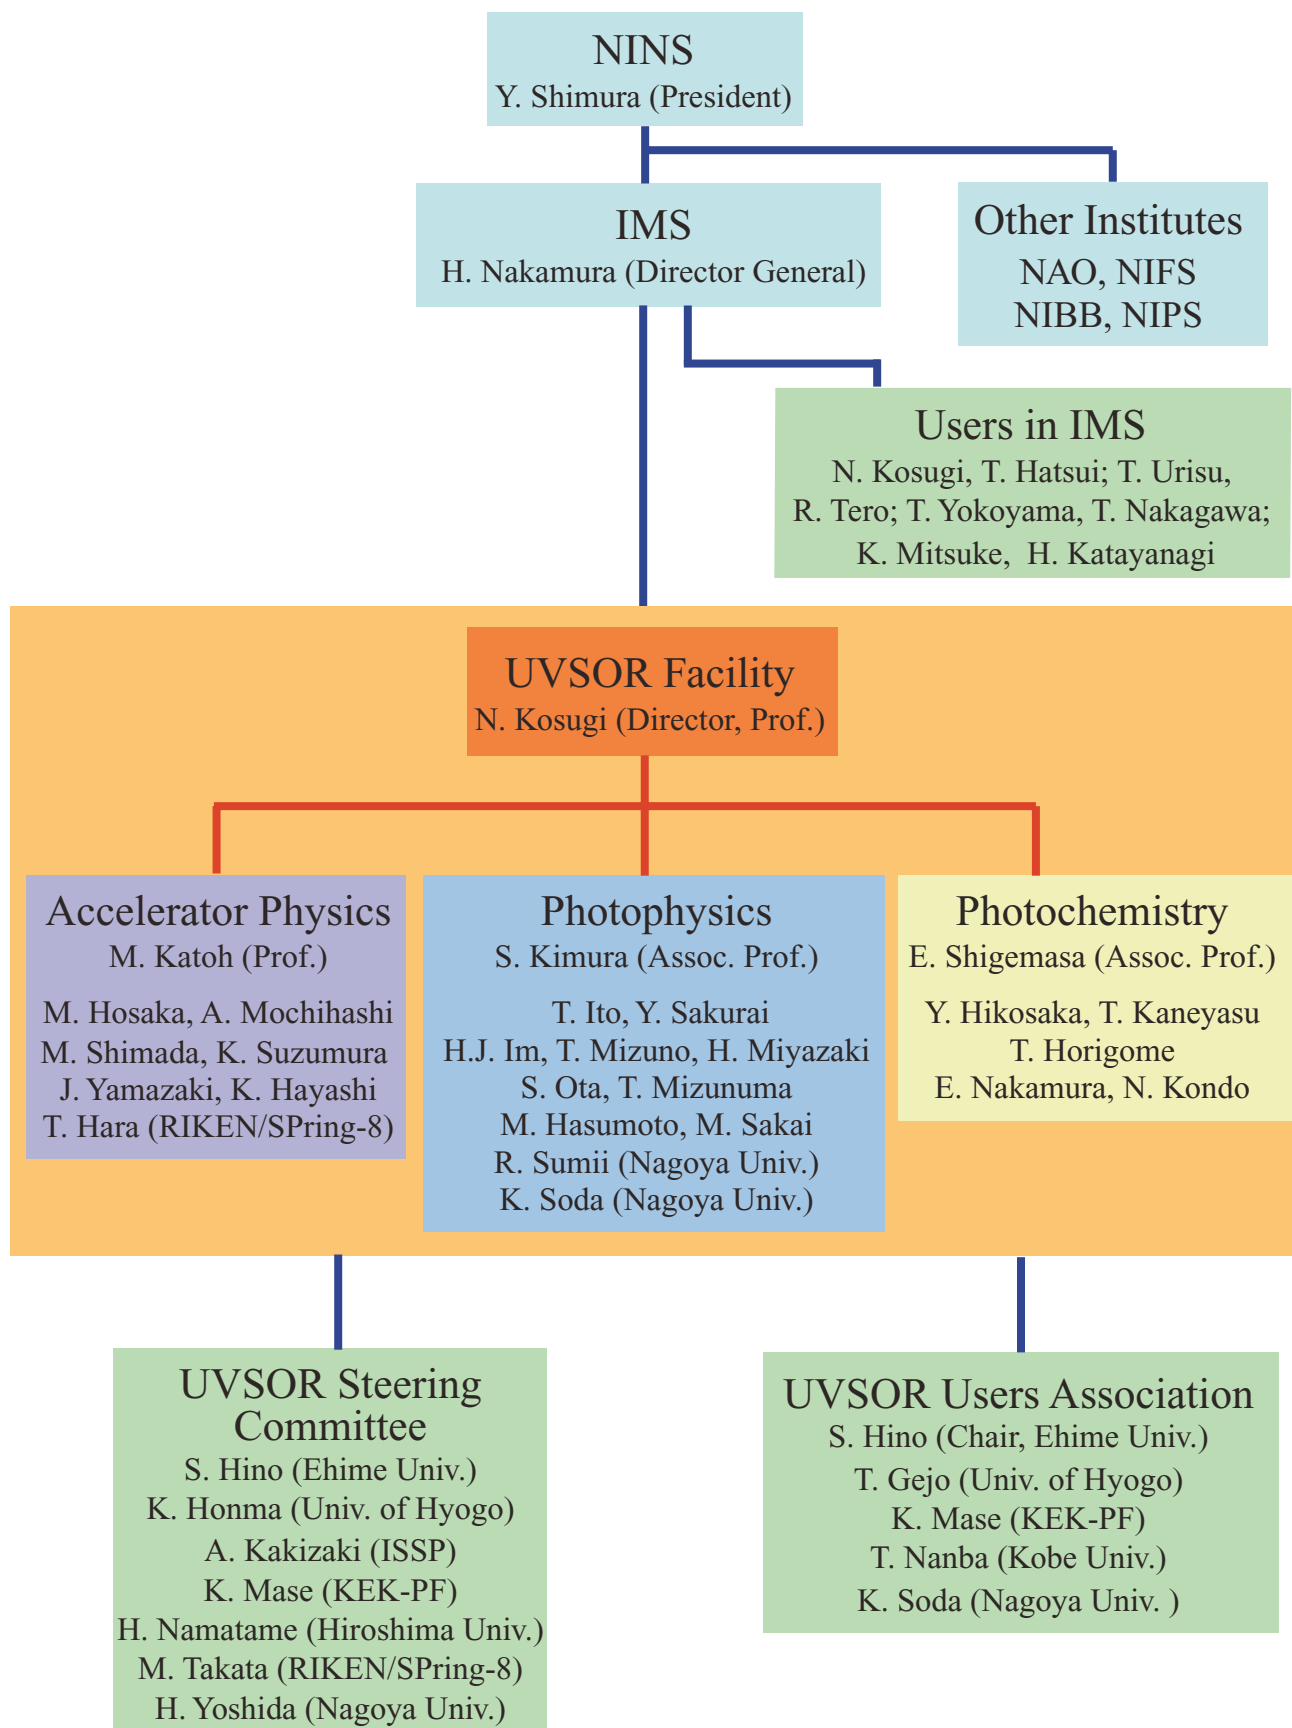 NINS
Y. Shimura (President)
IMS
H. Nakamura (Director General)
Other Institutes
NAO, NIFS
NIBB, NIPS
Users in IMS
N. Kosugi, T. Hatsui; T. Urisu,
R. Tero; T. Yokoyama, T. Nakagawa;
K. Mitsuke, H. Katayanagi
UVSOR Facility
N. Kosugi (Director, Prof.)
Accelerator Physics
M. Katoh (Prof.)
M. Hosaka, A. Mochihashi
M. Shimada, K. Suzumura
J. Yamazaki, K. Hayashi
T. Hara (RIKEN/SPring-8)
Photophysics
S. Kimura (Assoc. Prof.)
T. Ito, Y. Sakurai
H.J. Im, T. Mizuno, H. Miyazaki
S. Ota, T. Mizunuma
M. Hasumoto, M. Sakai
R. Sumii (Nagoya Univ.)
K. Soda (Nagoya Univ.)
Photochemistry
E. Shigemasa (Assoc. Prof.)
Y. Hikosaka, T. Kaneyasu
T. Horigome
E. Nakamura, N. Kondo
UVSOR Steering
Committee
S. Hino (Ehime Univ.)
K. Honma (Univ. of Hyogo)
A. Kakizaki (ISSP)
K. Mase (KEK-PF)
H. Namatame (Hiroshima Univ.)
M. Takata (RIKEN/SPring-8)
H. Yoshida (Nagoya Univ.)
UVSOR Users Association
S. Hino (Chair, Ehime Univ.)
T. Gejo (Univ. of Hyogo)
K. Mase (KEK-PF)
T. Nanba (Kobe Univ.)
K. Soda (Nagoya Univ. )